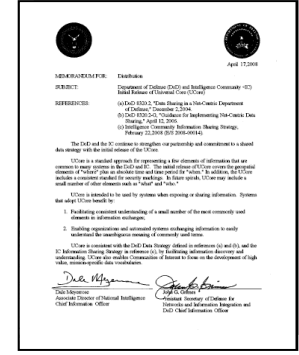 April 17, 2008
MEMORANDUM FOR: Distribution
SUBJECT: Department of Defense (DoD) and Intelligence Community (IC)
Initial Release of Universal Core (UCore)
REFERENCES: (a) DoD 8320.2, "Data Sharing in a Net-Centric Department
of Defense," December 2, 2004.
(b) DoD 8320.2-G, "Guidance for Implementing Net-Centric Data
Sharing," April 12, 2006.
(c) Intelligence Community Information Sharing Strategy,
February 22, 2008
The DoD and the IC continue to strengthen our partnership and commitment to a shared
data strategy with the initial release of the UCore.
UCore is a standard approach for representing a few elements of information that are
common to many systems in the DoD and IC. The initial release of UCore covers the geospatial
elements of "where" plus an absolute time and time period for "when." In addition, the UCore
includes a consistent standard for security markings. In future spirals, UCore may include a
small number of other elements such as "what" and "who."
UCore is intended to be used by systems when exposing or sharing information. Systems
that adopt UCore benefit by:
1. Facilitating consistent understanding of a small number of the most commonly used
elements in information exchanges;
2. Enabling organizations and automated systems exchanging information to easily
understand the unambiguous meaning of commonly used terms.
UCore is consistent with the DoD Data Strategy defined in references (a) and (b), and the
IC Information Sharing Strategy in reference (c), by facilitating information discovery and
understanding. UCore also enables Communities of Interest to focus on the development of high
value, mission-specific data vocabularies.
Dale Meyerrose
Associate Director of National Intelligence
Chief Information Officer
John G. Grimes
Assistant Secretary of Defense for
Networks and Information Integration and
DoD Chief Information Officer